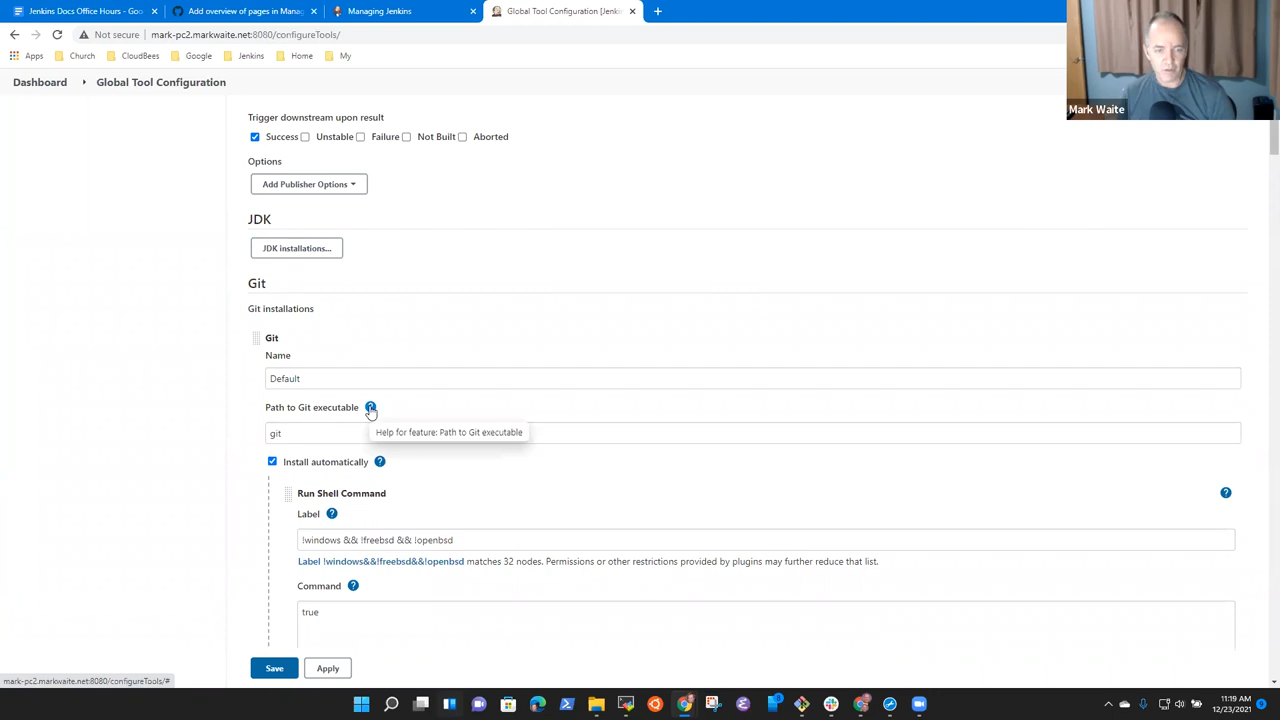 Jenkins Docs Office Hours - Goo
Add overview of pages in Manag
Managing Jenkins
Global Tool Configuration [Jenkin
Not secure
mark-pc2.markwaite.net:8080/configureTools/
Apps
Church
CloudBees
Google
Jenkins
Home
My
Mark Waite
Dashboard
Global Tool Configuration
Trigger downstream upon result
Success
Unstable
Failure
Not Built
Aborted
Options
Add Publisher Options
JDK
JDK installations...
Git
Git installations
Git
Name
Default
Path to Git executable ?
git
Help for feature: Path to Git executable
Install automatically ?
Run Shell Command ?
Label ?
!windows && !freebsd && !openbsd
Label !windows&&!freebsd&&!openbsd matches 32 nodes. Permissions or other restrictions provided by plugins may further reduce that list.
Command ?
true
Save
Apply
mark-pc2.markwaite.net:8080/configureTools/#
11:19 AM
12/23/2021